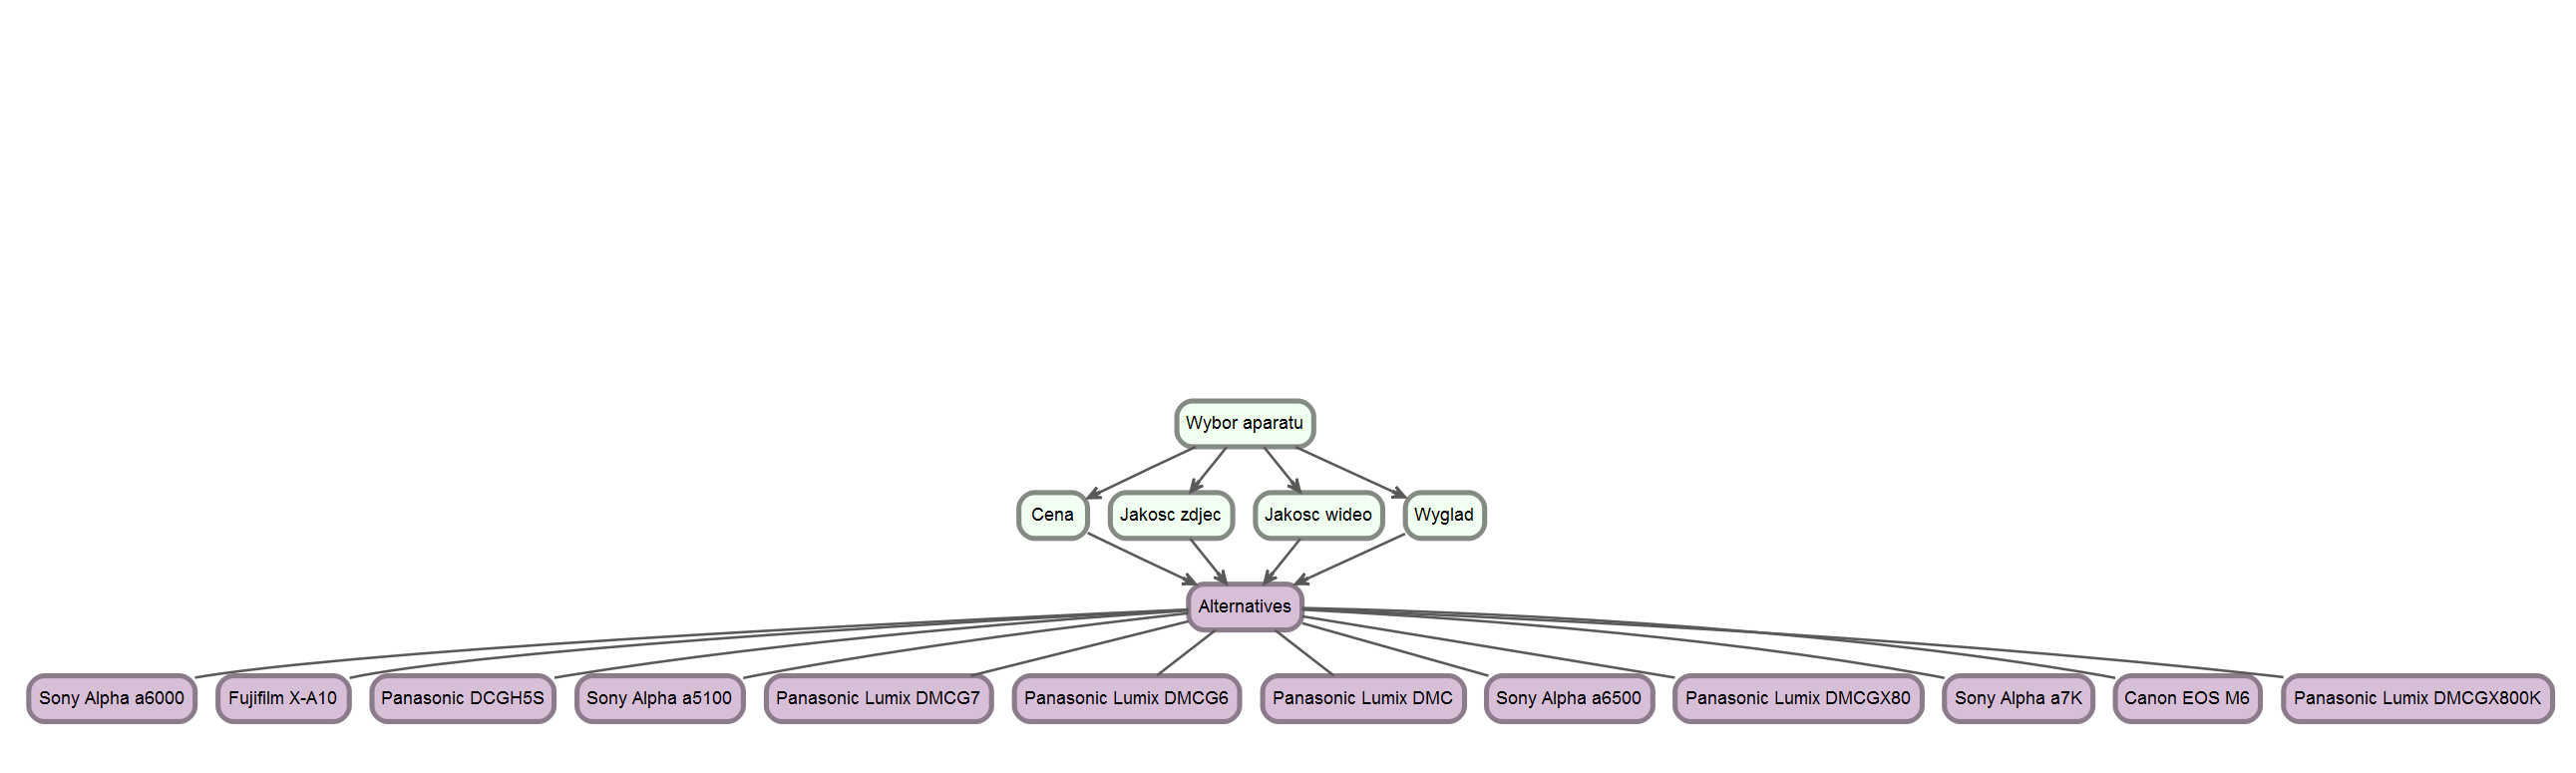 Wybor aparatu
Cena
Jakosc zdjec
Jakosc wideo
Wyglad
Alternatives
Sony Alpha a6000
Fujifilm X-A10
Panasonic DCGH5S
Sony Alpha a5100
Panasonic Lumix DMCG7
Panasonic Lumix DMCG6
Panasonic Lumix DMC
Sony Alpha a6500
Panasonic Lumix DMCGX80
Sony Alpha a7K
Canon EOS M6
Panasonic Lumix DMCGX800K